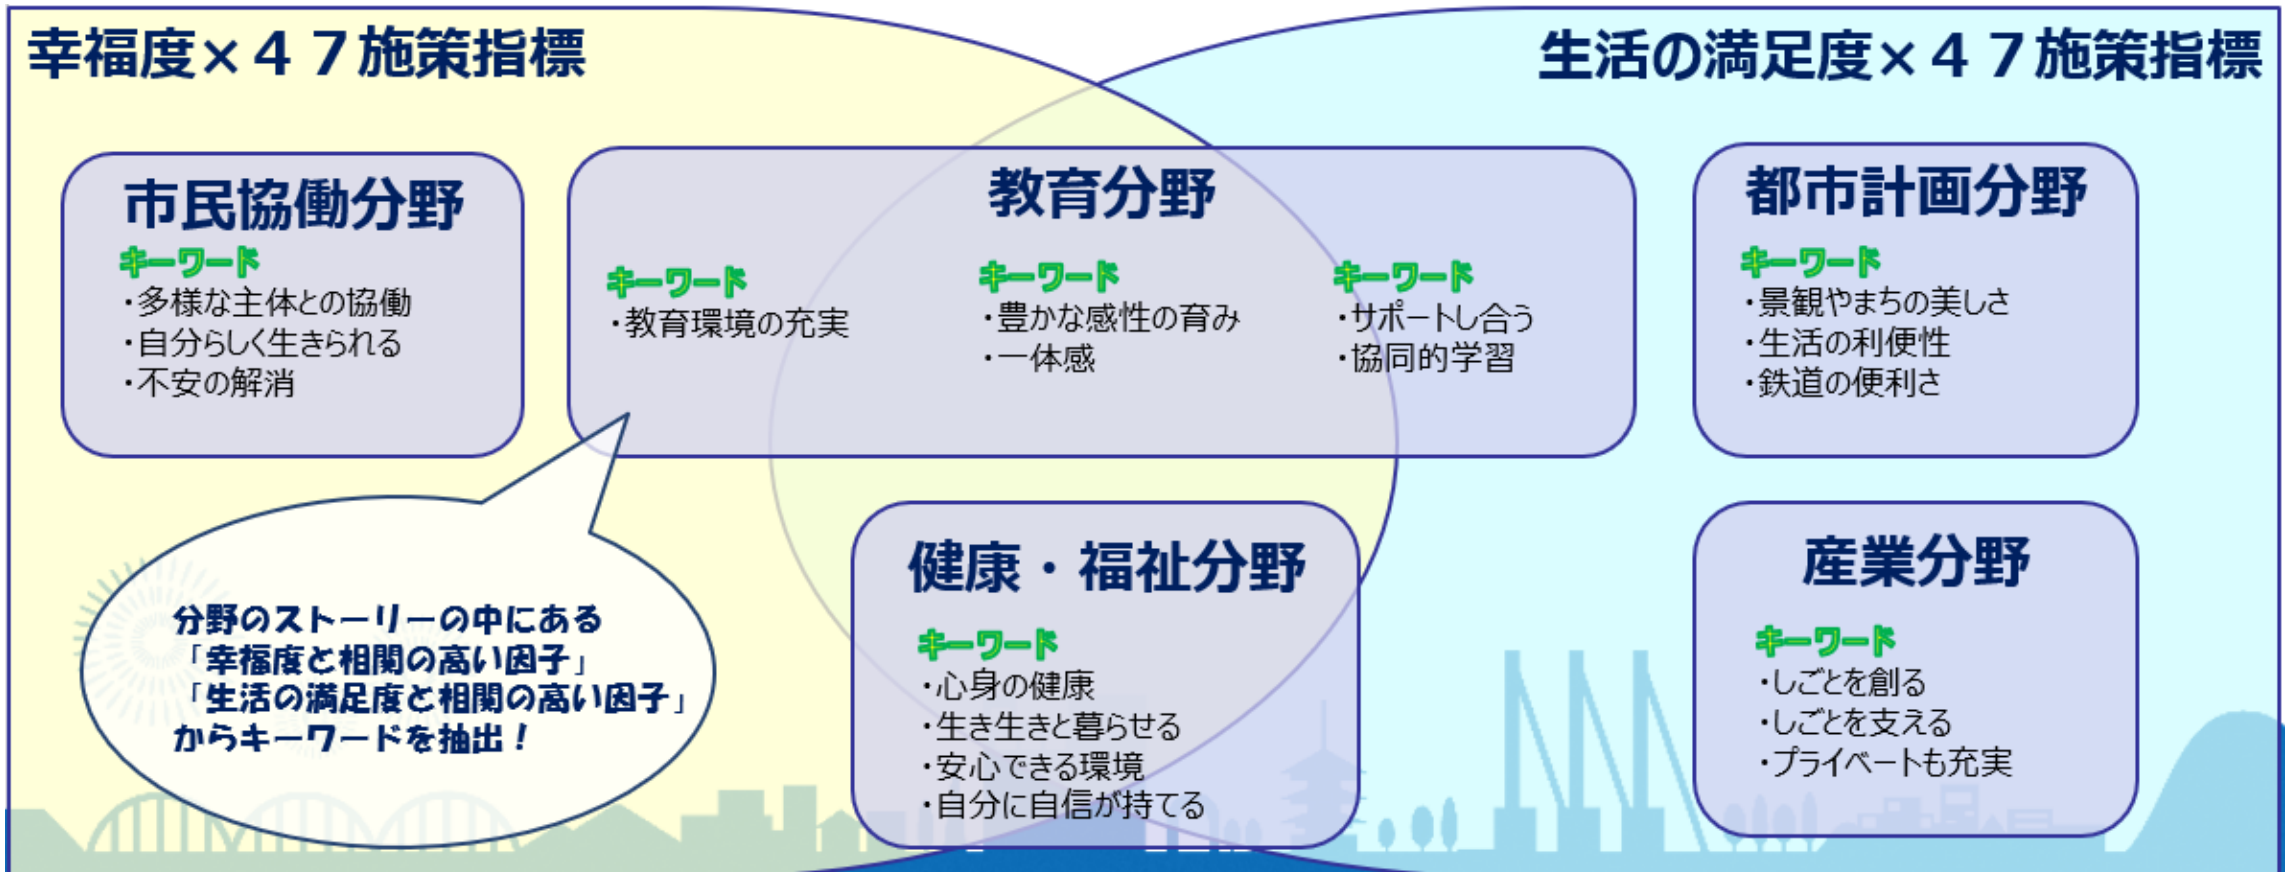 幸福度×４７施策指標
生活の満足度×４７施策指標
市民協働分野
キーワード
・多様な主体との協働
・自分らしく生きられる
・不安の解消
教育分野
キーワード
・教育環境の充実
キーワード
・豊かな感性の育み
・一体感
キーワード
・サポートし合う
・協同的学習
都市計画分野
キーワード
・景観やまちの美しさ
・生活の利便性
・鉄道の便利さ
分野のストーリーの中にある
「幸福度と相関の高い因子」
「生活の満足度と相関の高い因子」
からキーワードを抽出！
健康・福祉分野
キーワード
・心身の健康
・生き生きと暮らせる
・安心できる環境
・自分に自信が持てる
産業分野
キーワード
・しごとを創る
・しごとを支える
・プライベートも充実